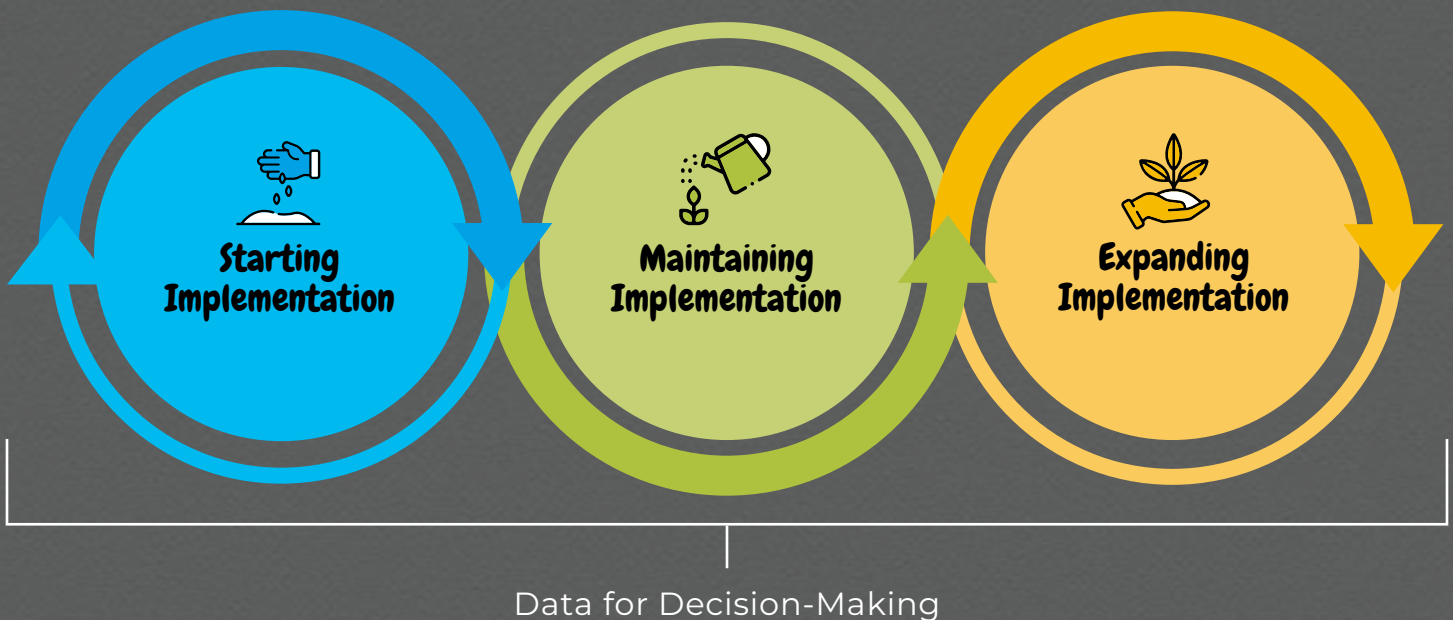 Starting
Implementation
Maintaining
Implementation
Expanding
Implementation
Data for Decision-Making